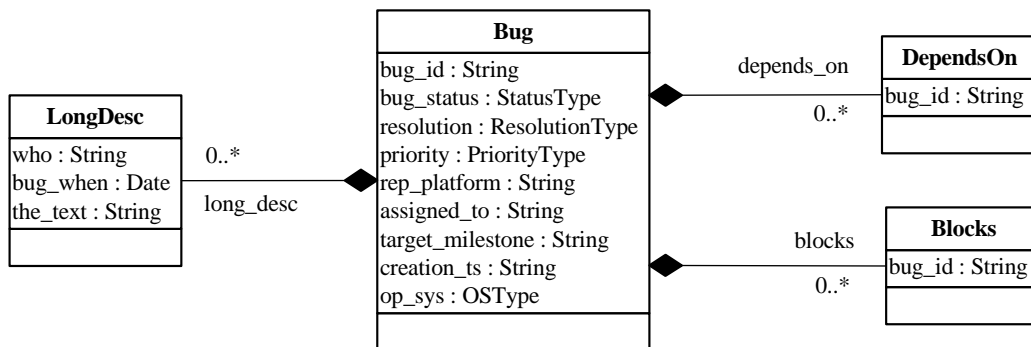 LongDesc
who : String
bug_when : Date
the_text : String
0..*
long_desc
Bug
bug_id : String
bug_status : StatusType
resolution : ResolutionType
priority : PriorityType
rep_platform : String
assigned_to : String
target_milestone : String
creation_ts : String
op_sys : OSType
depends_on
0..*
DependsOn
bug_id : String
blocks
0..*
Blocks
bug_id : String